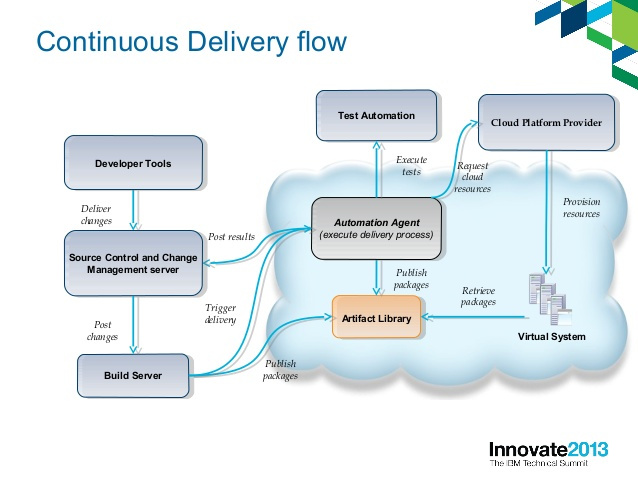 Continuous Delivery flow
Test Automation
Cloud Platform Provider
Developer Tools
Execute
tests
Request
cloud
resources
Deliver
changes
Provision
resources
Automation Agent
(execute delivery process)
Post results
Source Control and Change
Management server
Publish
packages
Retrieve
packages
Trigger
delivery
Artifact Library
Post
changes
Virtual System
Publish
packages
Build Server
Innovate2013
The IBM Technical Summit